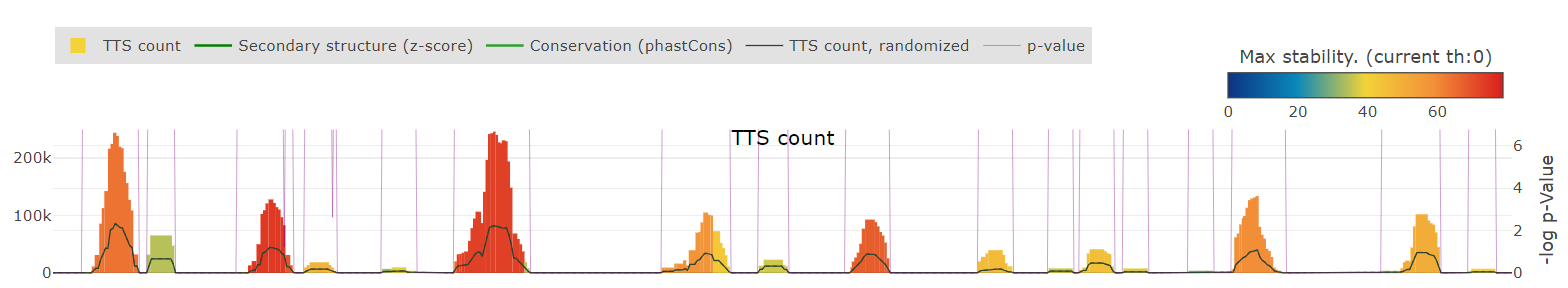 TTS count Secondary structure (z-score) Conservation (phastCons) TTS count, randomized p-value
Max stability. (current th:0)
0 20 40 60
TTS count
200k
100k
0
6
4
2
0
-log p-Value